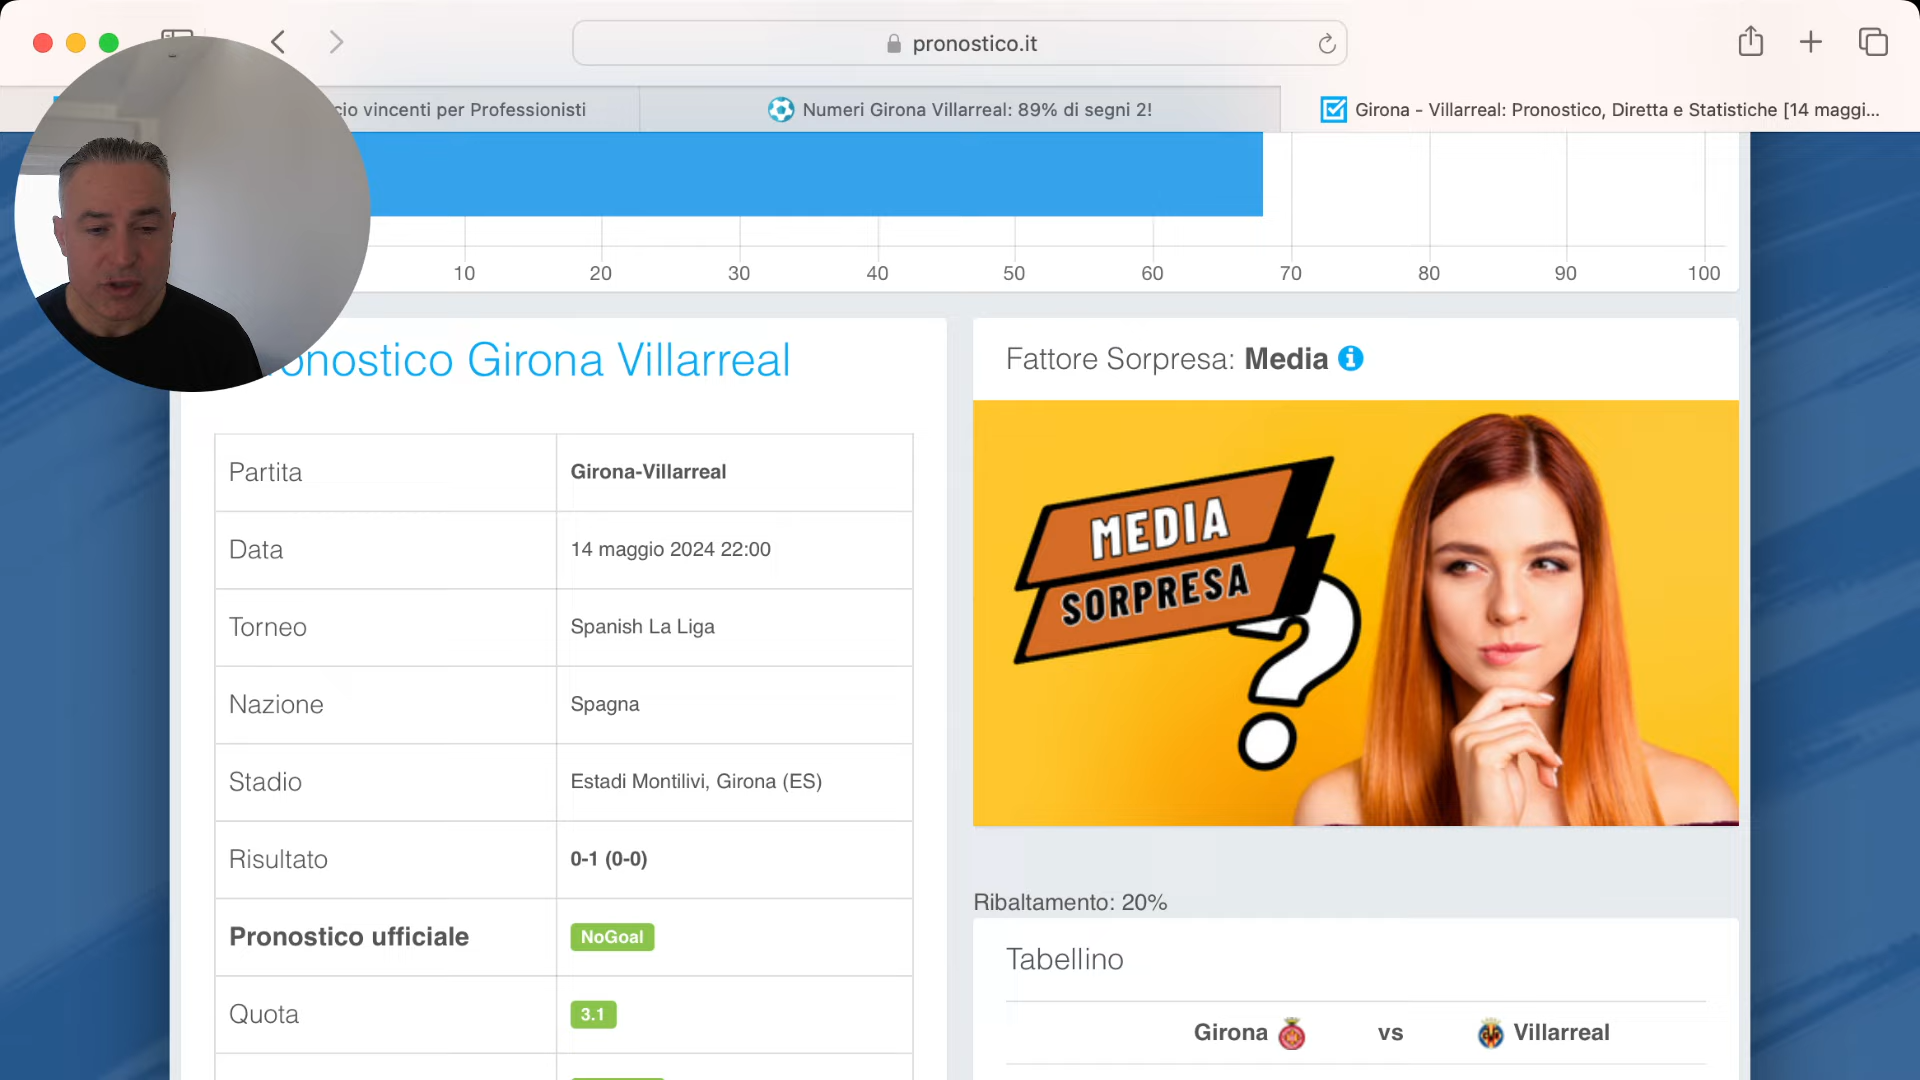 pronostico.it
cio vincenti per Professionisti
Numeri Girona Villarreal: 89% di segni 2!
Girona - Villarreal: Pronostico, Diretta e Statistiche [14 maggi...
10 20 30 40 50 60 70 80 90 100
onostico Girona Villarreal
Partita Girona-Villarreal
Data 14 maggio 2024 22:00
Torneo Spanish La Liga
Nazione Spagna
Stadio Estadi Montilivi, Girona (ES)
Risultato 0-1 (0-0)
Pronostico ufficiale NoGoal
Quota 3.1
Fattore Sorpresa: Media
MEDIA
SORPRESA
?
Ribaltamento: 20%
Tabellino
Girona vs Villarreal